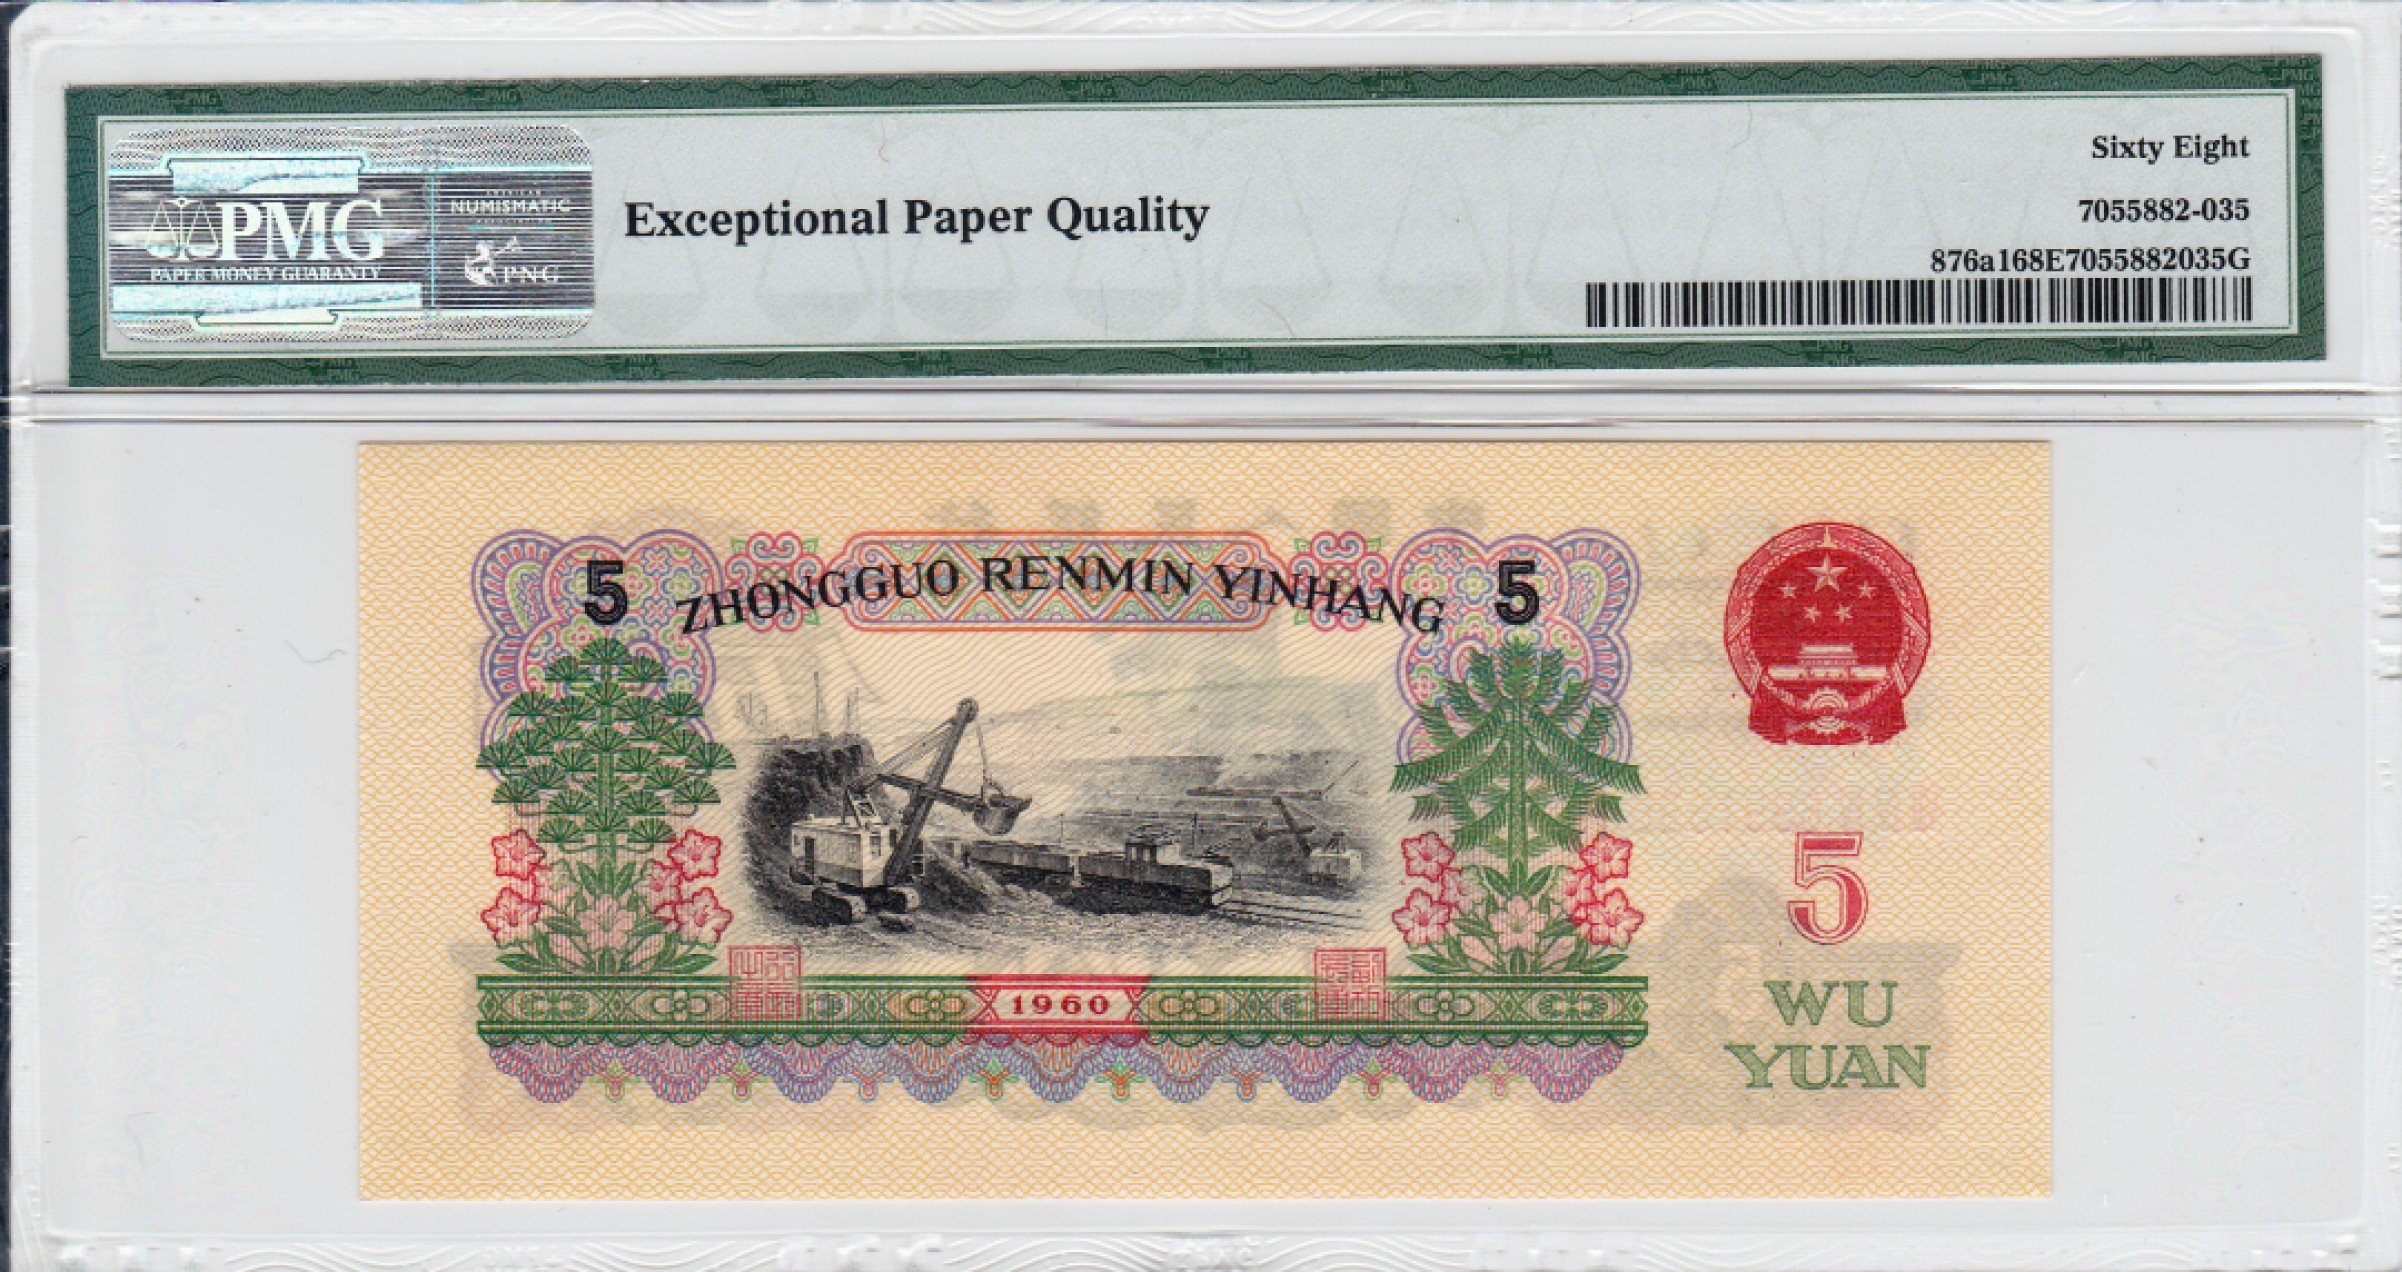 Sixty Eight
PMG
PAPER MONEY GUARANTY
NUMISMATIC
PNG
Exceptional Paper Quality
7055882-035
876a168E7055882035G
5 ZHONGGUO RENMIN YINHANG 5
5
1960
WU
YUAN